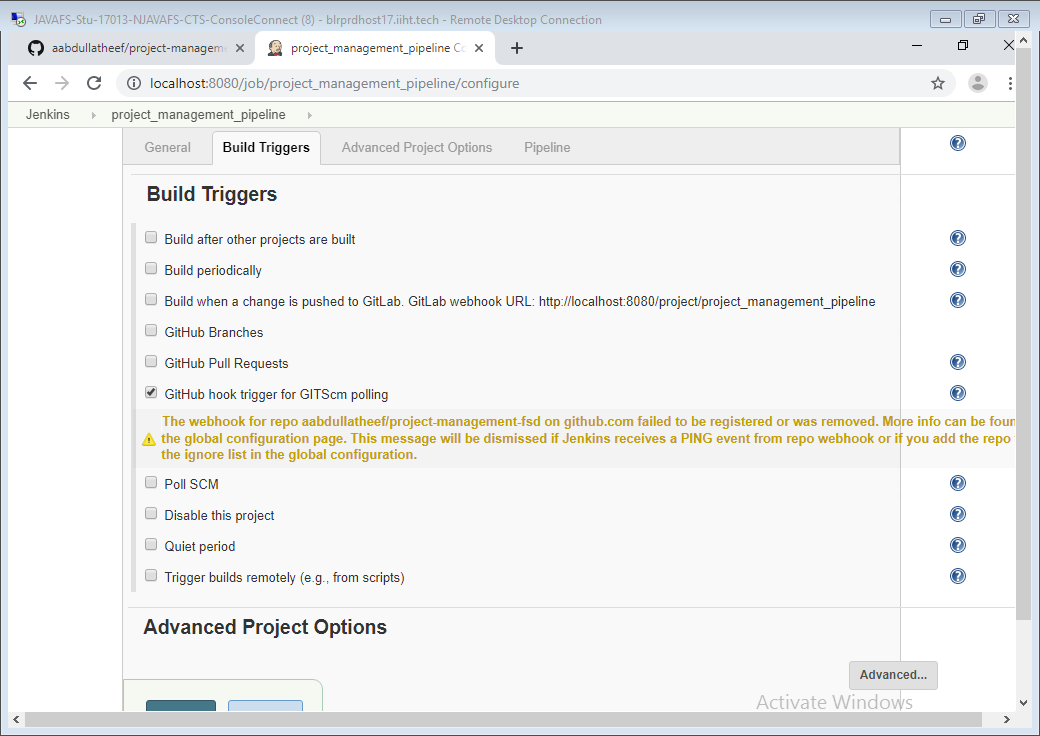 JAVAFS-Stu-17013-NJAVAFS-CTS-ConsoleConnect (8) - blrprdhost17.iiht.tech - Remote Desktop Connection
aabdullatheef/project-managem
project_management_pipeline Co
localhost:8080/job/project_management_pipeline/configure
Jenkins project_management_pipeline
General Build Triggers Advanced Project Options Pipeline
Build Triggers
Build after other projects are built
Build periodically
Build when a change is pushed to GitLab. GitLab webhook URL: http://localhost:8080/project/project_management_pipeline
GitHub Branches
GitHub Pull Requests
GitHub hook trigger for GITScm polling
The webhook for repo aabdullatheef/project-management-fsd on github.com failed to be registered or was removed. More info can be foun
the global configuration page. This message will be dismissed if Jenkins receives a PING event from repo webhook or if you add the repo
the ignore list in the global configuration.
Poll SCM
Disable this project
Quiet period
Trigger builds remotely (e.g., from scripts)
Advanced Project Options
Advanced...
Activate Windows